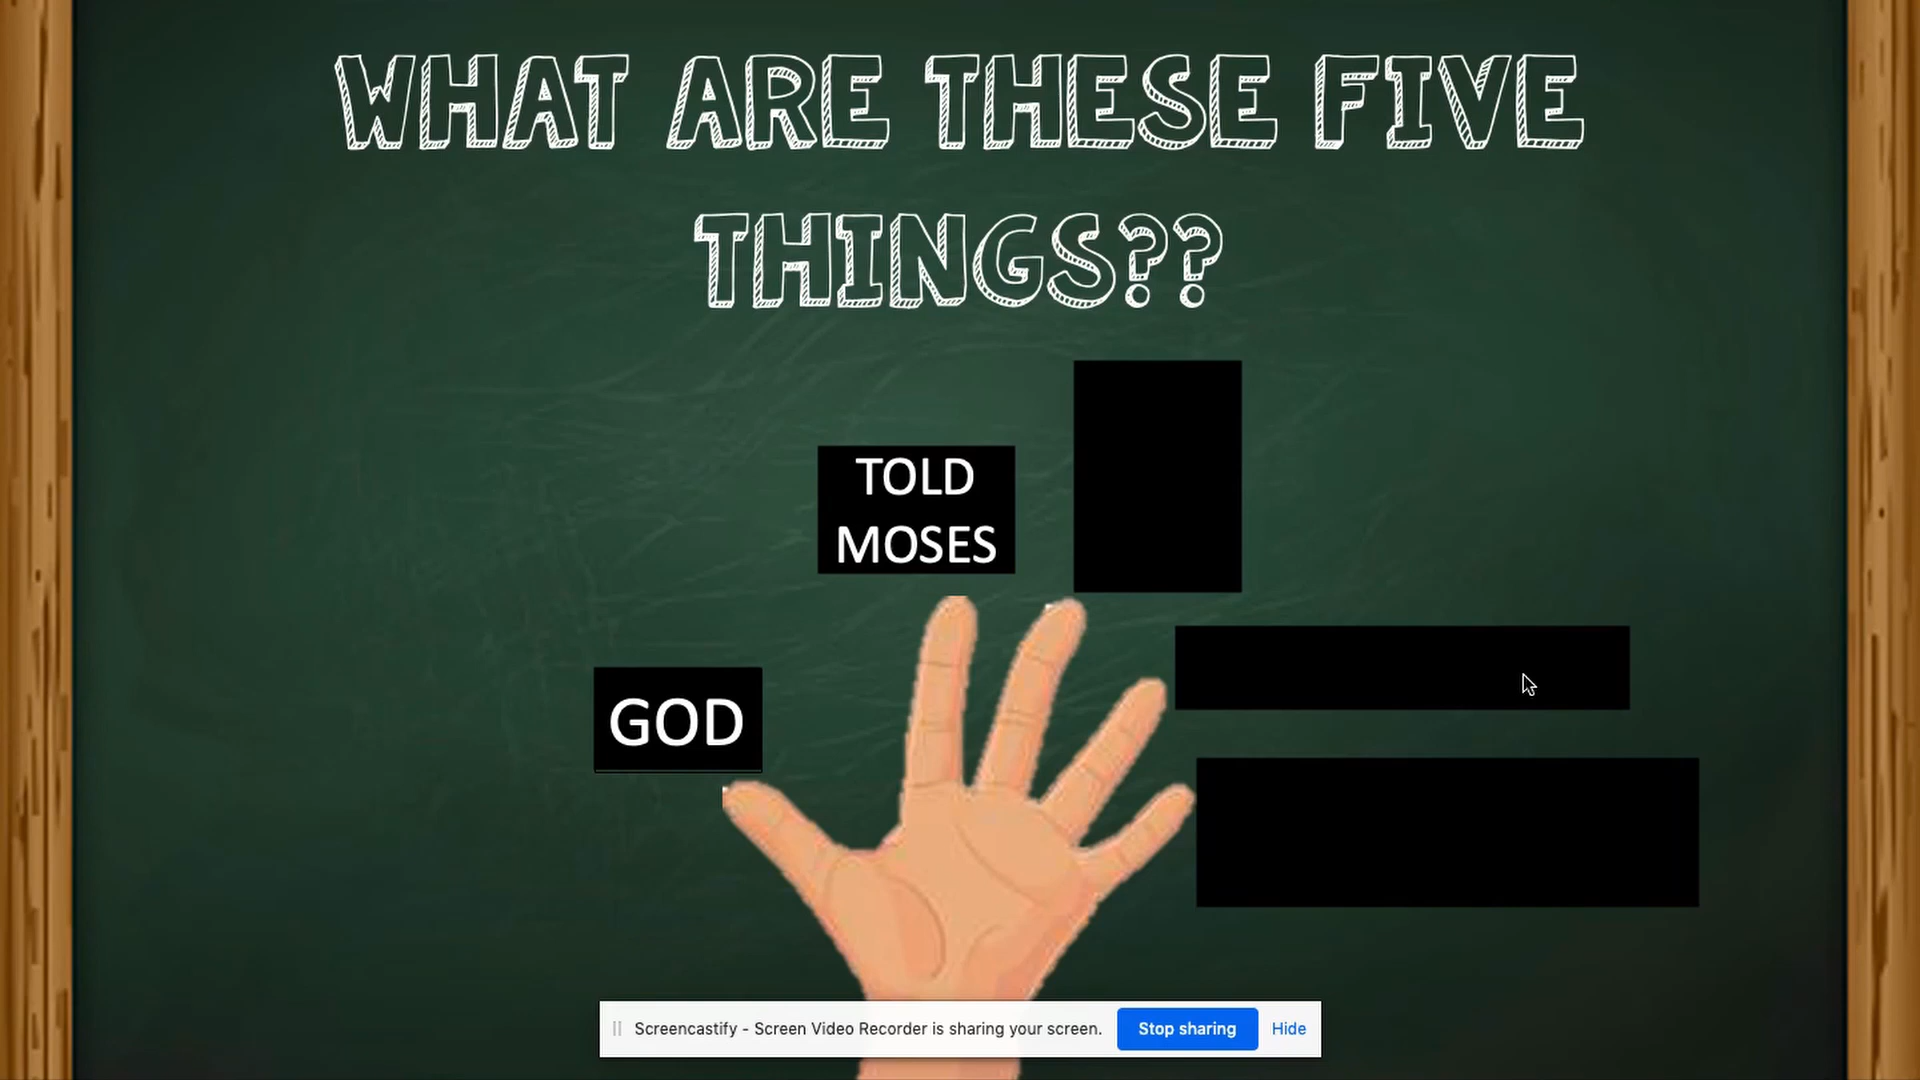 WHAT ARE THESE FIVE
THINGS??
TOLD
MOSES
GOD
Screencastify - Screen Video Recorder is sharing your screen.
Stop sharing
Hide